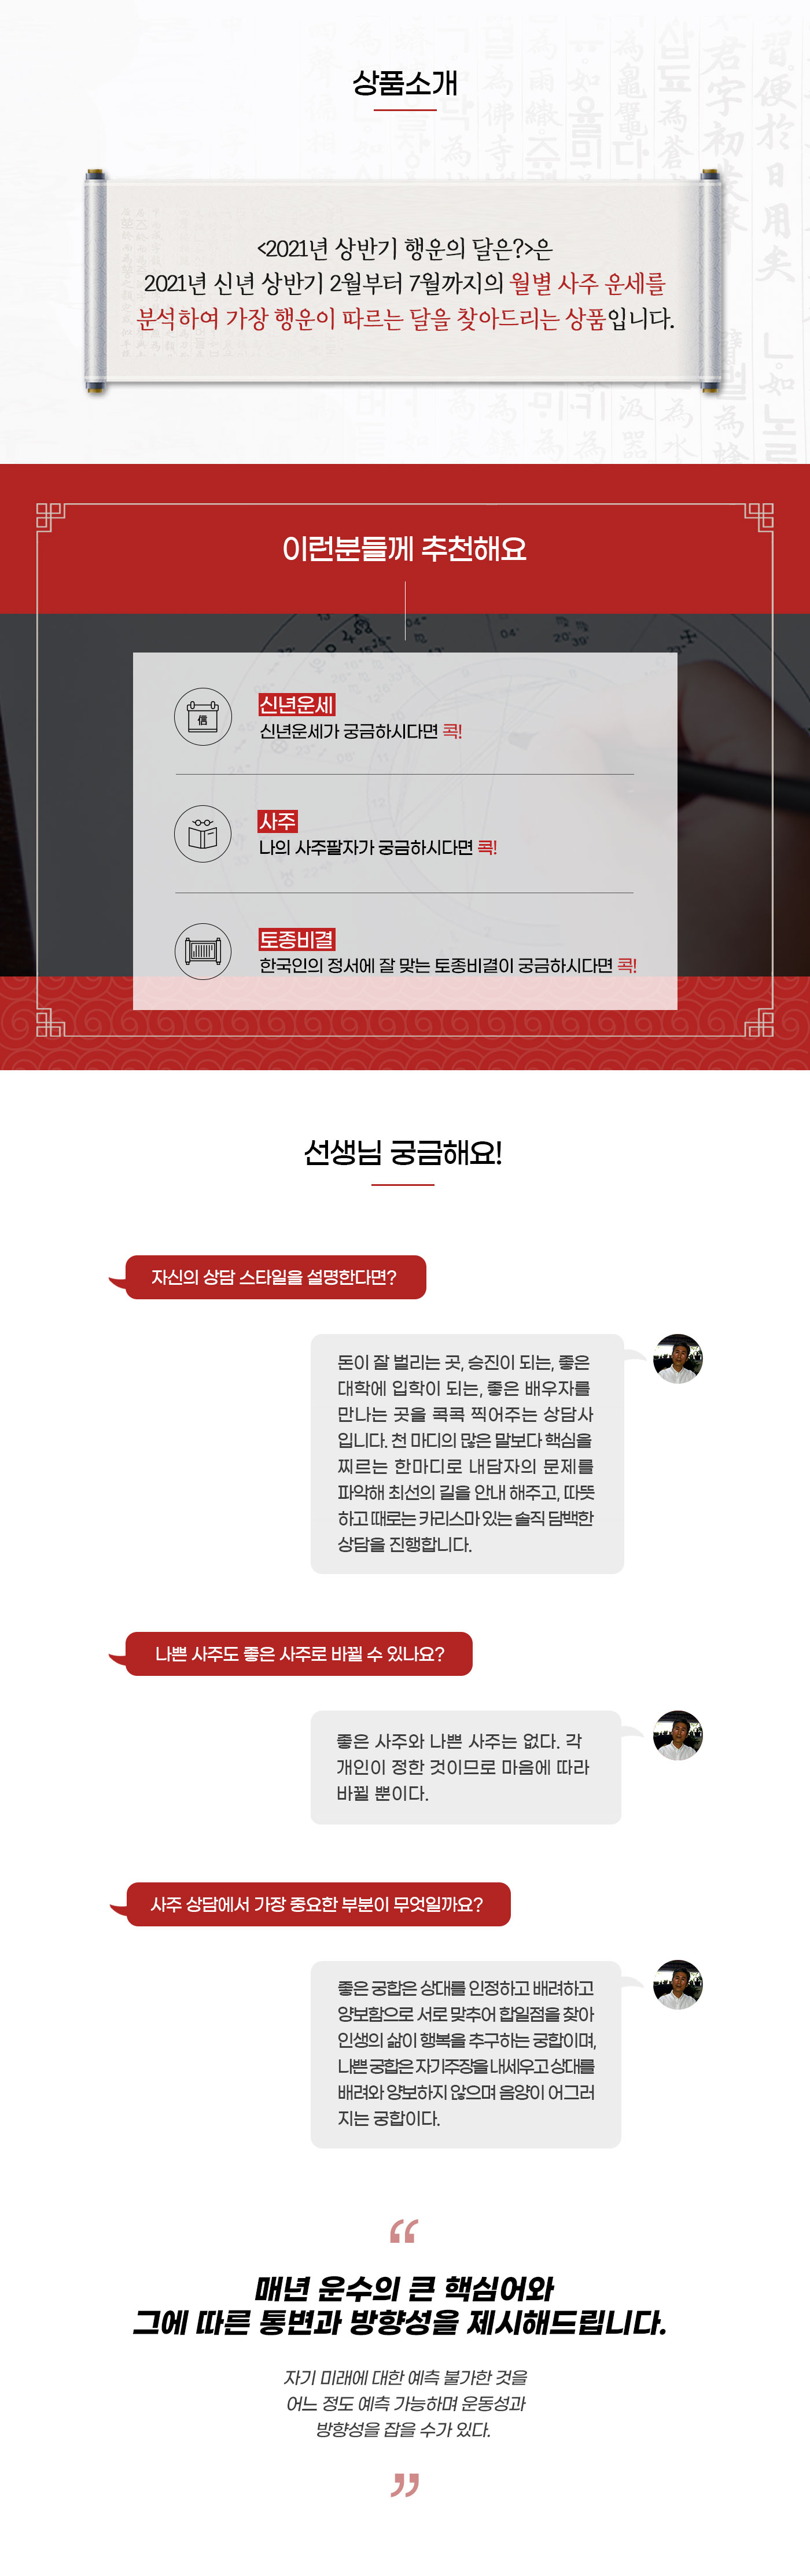 상품소개
<2021년 상반기 행운의 달은?>은
2021년 신년 상반기 2월부터 7월까지의 월별 사주 운세를
분석하여 가장 행운이 따르는 달을 찾아드리는 상품입니다.
이런분들께 추천해요
信
신년운세
신년운세가 궁금하시다면 콕!
사주
나의 사주팔자가 궁금하시다면 콕!
토종비결
한국인의 정서에 잘 맞는 토종비결이 궁금하시다면 콕!
선생님 궁금해요!
자신의 상담 스타일을 설명한다면?
돈이 잘 벌리는 곳, 승진이 되는, 좋은
대학에 입학이 되는, 좋은 배우자를
만나는 곳을 콕콕 찍어주는 상담사
입니다. 천 마디의 많은 말보다 핵심을
찌르는 한마디로 내담자의 문제를
파악해 최선의 길을 안내 해주고, 따뜻
하고 때로는 카리스마 있는 솔직 담백한
상담을 진행합니다.
나쁜 사주도 좋은 사주로 바뀔 수 있나요?
좋은 사주와 나쁜 사주는 없다. 각
개인이 정한 것이므로 마음에 따라
바뀔 뿐이다.
사주 상담에서 가장 중요한 부분이 무엇일까요?
좋은 궁합은 상대를 인정하고 배려하고
양보함으로 서로 맞추어 합일점을 찾아
인생의 삶이 행복을 추구하는 궁합이며,
나쁜 궁합은 자기주장을 내세우고 상대를
배려와 양보하지 않으며 음양이 어그러
지는 궁합이다.
“
매년 운수의 큰 핵심어와
그에 따른 통변과 방향성을 제시해드립니다.
자기 미래에 대한 예측 불가한 것을
어느 정도 예측 가능하며 운동성과
방향성을 잡을 수가 있다.
”